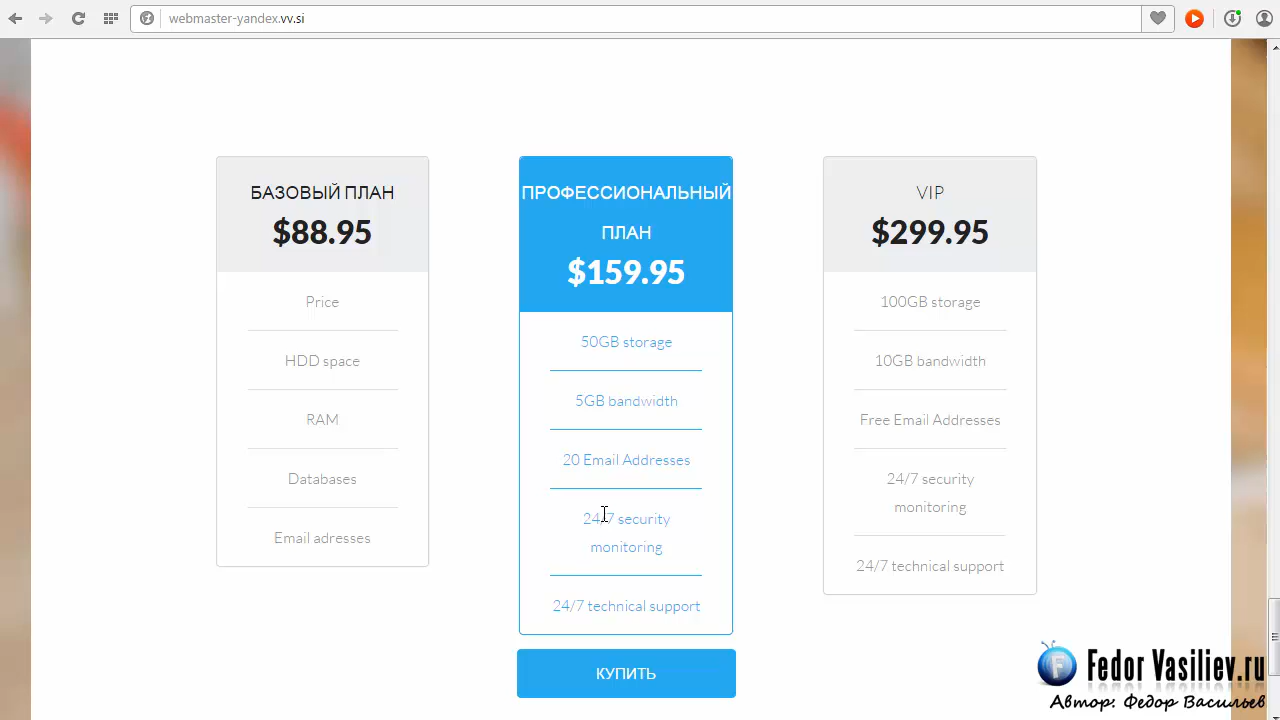 webmaster-yandex.vv.si
БАЗОВЫЙ ПЛАН
$88.95
Price
HDD space
RAM
Databases
Email adresses
ПРОФЕССИОНАЛЬНЫЙ
ПЛАН
$159.95
50GB storage
5GB bandwidth
20 Email Addresses
24/7 security
monitoring
24/7 technical support
КУПИТЬ
VIP
$299.95
100GB storage
10GB bandwidth
Free Email Addresses
24/7 security
monitoring
24/7 technical support
Fedor Vasiliev.ru
Автор: Федор Васильев